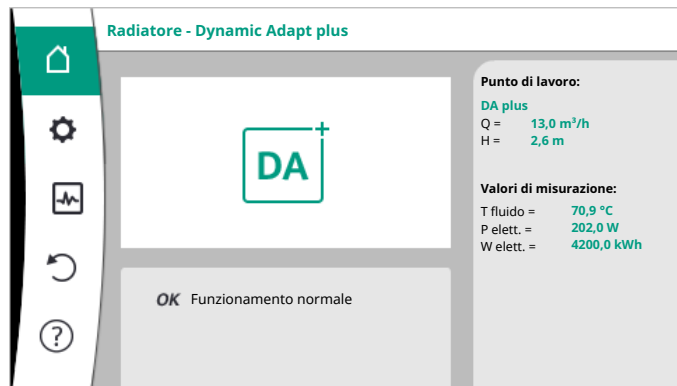 Radiatore - Dynamic Adapt plus
DA
+
OK Funzionamento normale
Punto di lavoro:
DA plus
Q = 13,0 m³/h
H = 2,6 m
Valori di misurazione:
T fluido = 70,9 °C
P elett. = 202,0 W
W elett. = 4200,0 kWh
?